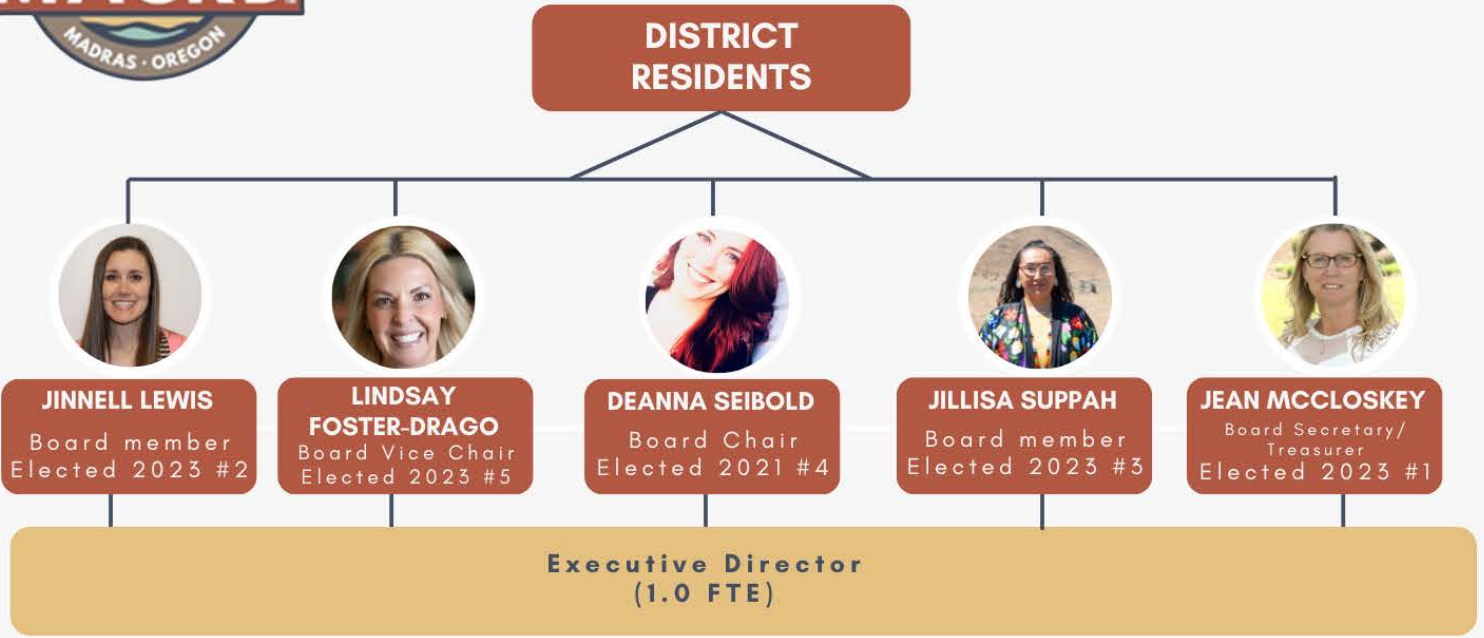 MADRAS · OREGON
DISTRICT
RESIDENTS
JINNELL LEWIS
Board member
Elected 2023 #2
LINDSAY
FOSTER-DRAGO
Board Vice Chair
Elected 2023 #5
DEANNA SEIBOLD
Board Chair
Elected 2021 #4
JILLISA SUPPAH
Board member
Elected 2023 #3
JEAN MCCLOSKEY
Board Secretary/
Treasurer
Elected 2023 #1
Executive Director
(1.0 FTE)